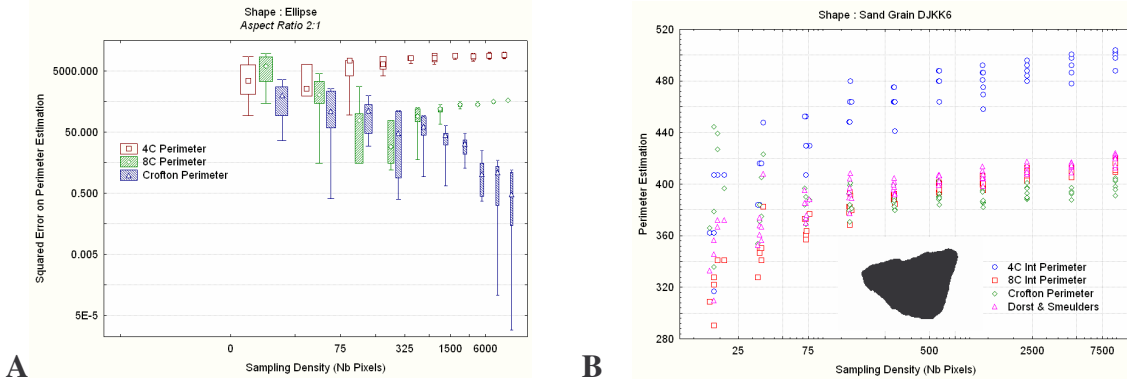 Shape : Ellipse
Aspect Ratio 2:1
Squared Error on Perimeter Estimation
5000.000
50.000
0.500
0.005
5E-5
4C Perimeter
8C Perimeter
Crofton Perimeter
0 75 325 1500 6000
Sampling Density (Nb Pixels)
A
Shape : Sand Grain DJKK6
Perimeter Estimation
520
480
440
400
360
320
280
4C Int Perimeter
8C Int Perimeter
Crofton Perimeter
Dorst & Smeulders
25 75 500 2500 7500
Sampling Density (Nb Pixels)
B